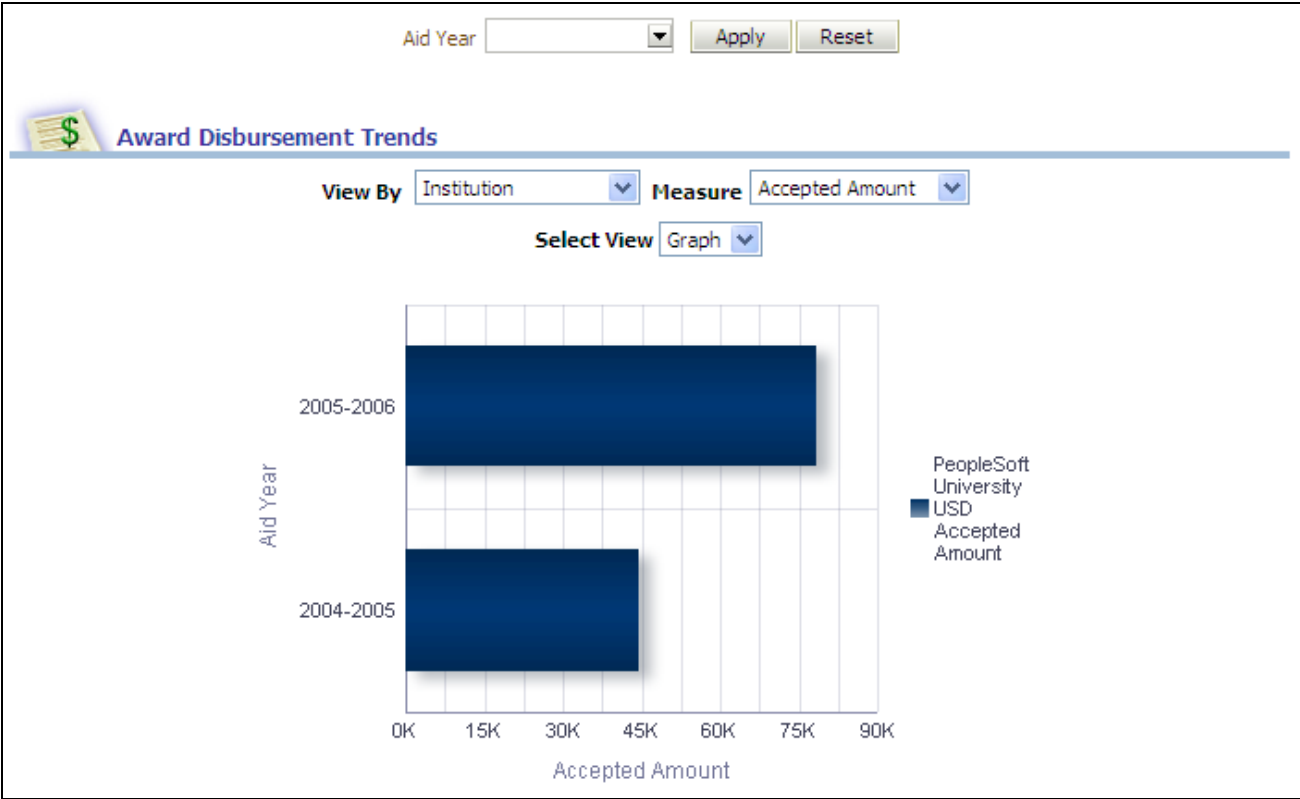 Aid Year Apply Reset
$
Award Disbursement Trends
View By Institution Measure Accepted Amount
Select View Graph
2005-2006
2004-2005
Aid Year
0K 15K 30K 45K 60K 75K 90K
Accepted Amount
PeopleSoft
University
USD
Accepted
Amount